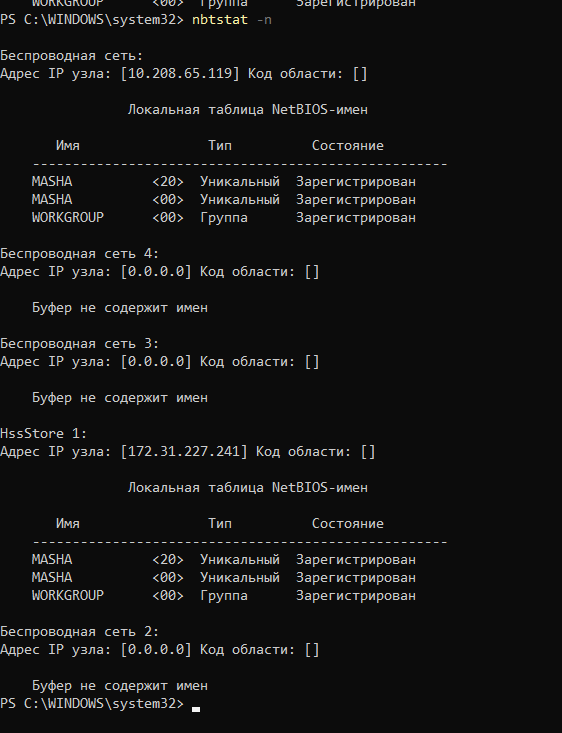 WORKGROUP <00> Группа Зарегистрирован
PS C:\WINDOWS\system32> nbtstat -n
Беспроводная сеть:
Адрес IP узла: [10.208.65.119] Код области: []
Локальная таблица NetBIOS-имен
Имя Тип Состояние
----------------------------------------------------
MASHA <20> Уникальный Зарегистрирован
MASHA <00> Уникальный Зарегистрирован
WORKGROUP <00> Группа Зарегистрирован
Беспроводная сеть 4:
Адрес IP узла: [0.0.0.0] Код области: []
Буфер не содержит имен
Беспроводная сеть 3:
Адрес IP узла: [0.0.0.0] Код области: []
Буфер не содержит имен
HssStore 1:
Адрес IP узла: [172.31.227.241] Код области: []
Локальная таблица NetBIOS-имен
Имя Тип Состояние
----------------------------------------------------
MASHA <20> Уникальный Зарегистрирован
MASHA <00> Уникальный Зарегистрирован
WORKGROUP <00> Группа Зарегистрирован
Беспроводная сеть 2:
Адрес IP узла: [0.0.0.0] Код области: []
Буфер не содержит имен
PS C:\WINDOWS\system32>